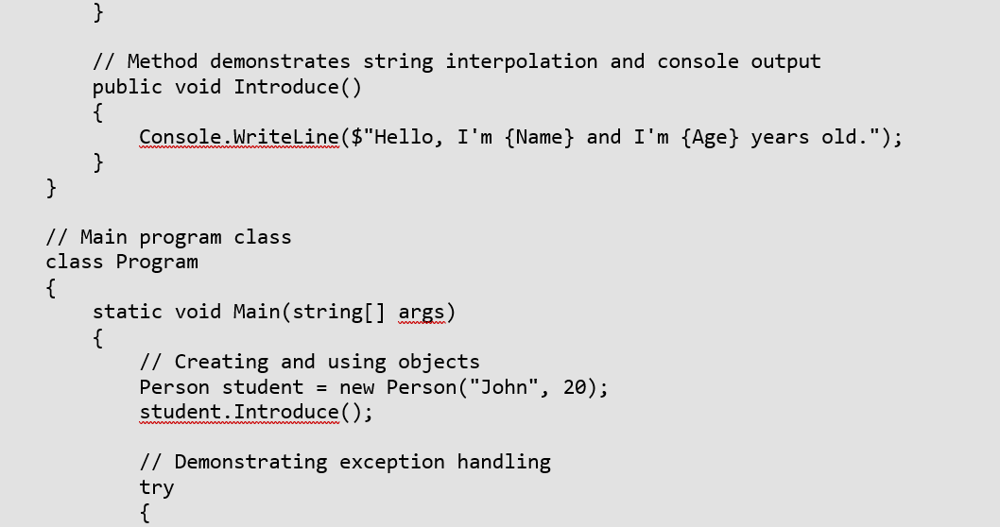 }

    // Method demonstrates string interpolation and console output
    public void Introduce()
    {
        Console.WriteLine($"Hello, I'm {Name} and I'm {Age} years old.");
    }
}

// Main program class
class Program
{
    static void Main(string[] args)
    {
        // Creating and using objects
        Person student = new Person("John", 20);
        student.Introduce();

        // Demonstrating exception handling
        try
        {